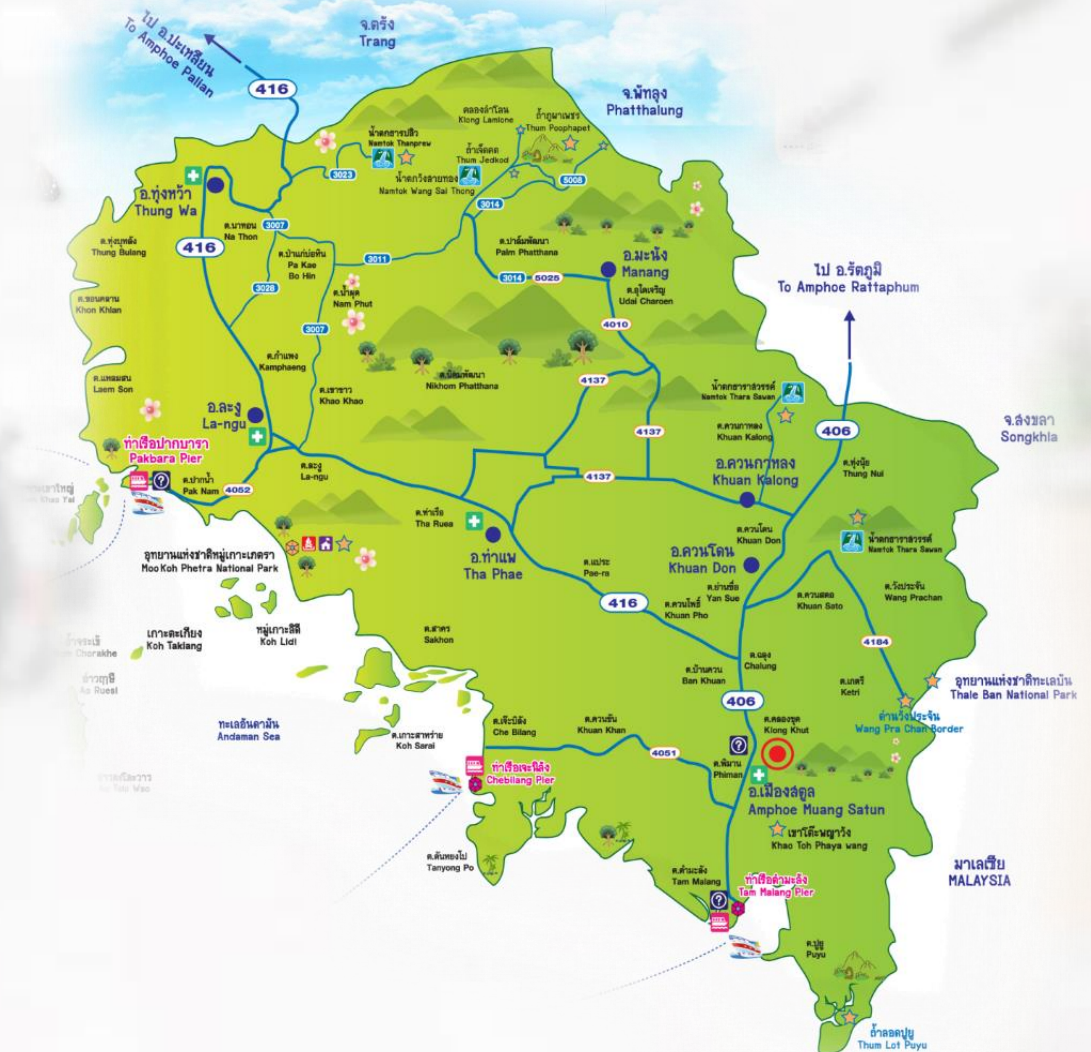 ไป อ.ปะเหลียน
To Amphoe Palian
จ.ตรัง
Trang
416
จ.พัทลุง
Phatthalung
คลองลำโลน
Klong Lamlone
ถ้ำภูผาเพชร
Thum Poophapet
น้ำตกธารปลิว
Namtok Thanprew
ถ้ำเจ็ดคต
Thum Jedkod
น้ำตกวังสายทอง
Namtok Wang Sai Thong
3023
5008
3014
อ.ทุ่งหว้า
Thung Wa
ต.นาทอน
Na Thon
3007
416
ต.ทุ่งบุหลัง
Thung Bulang
ต.ป่าแก่บ่อหิน
Pa Kae
Bo Hin
3011
ต.ปาล์มพัฒนา
Palm Phatthana
อ.มะนัง
Manang
3014
5025
ต.อุไดเจริญ
Udai Charoen
ไป อ.รัตภูมิ
To Amphoe Rattaphum
3028
ต.น้ำผุด
Nam Phut
ต.ขอนคลาน
Khon Khlan
3007
4010
ต.กำแพง
Kamphaeng
ต.แหลมสน
Laem Son
ต.เขาขาว
Khao Khao
ต.นิคมพัฒนา
Nikhom Phatthana
4137
น้ำตกธาราสวรรค์
Namtok Thara Sawan
อ.ละงู
La-ngu
4137
ต.ควนกาหลง
Khuan Kalong
406
จ.สงขลา
Songkhla
ท่าเรือปากบารา
Pakbara Pier
ต.ละงู
La-ngu
4137
อ.ควนกาหลง
Khuan Kalong
ต.ทุ่งนุ้ย
Thung Nui
ต.ปากน้ำ
Pak Nam
4052
ต.ท่าเรือ
Tha Ruea
ต.ควนโดน
Khuan Don
น้ำตกธาราสวรรค์
Namtok Thara Sawan
อุทยานแห่งชาติหมู่เกาะเภตรา
Moo Koh Phetra National Park
อ.ท่าแพ
Tha Phae
ต.แประ
Pae-ra
อ.ควนโดน
Khuan Don
ต.ย่านซื่อ
Yan Sue
ต.ควนสตอ
Khuan Sato
ต.วังประจัน
Wang Prachan
416
ต.ควนโพธิ์
Khuan Pho
เกาะตะเกียง
Koh Takiang
หมู่เกาะลิดี
Koh Lidi
ต.สาคร
Sakhon
4184
ต.ฉลุง
Chalung
ต.บ้านควน
Ban Khuan
406
ต.เกตรี
Ketri
อุทยานแห่งชาติทะเลบัน
Thale Ban National Park
ด่านวังประจัน
Wang Pra Chan Border
ทะเลอันดามัน
Andaman Sea
ต.เกาะสาหร่าย
Koh Sarai
ต.เจ๊ะบิลัง
Che Bilang
ต.ควนขัน
Khuan Khan
ต.คลองขุด
Klong Khut
4051
ต.พิมาน
Phiman
ท่าเรือเจะบิลัง
Chebilang Pier
อ.เมืองสตูล
Amphoe Muang Satun
เขาโต๊ะพญาวัง
Khao Toh Phaya wang
ต.ตันหยงโป
Tanyong Po
ต.ตำมะลัง
Tam Malang
ท่าเรือตำมะลัง
Tam Malang Pier
มาเลเซีย
MALAYSIA
ต.ปูยู
Puyu
ถ้ำลอดปูยู
Thum Lot Puyu